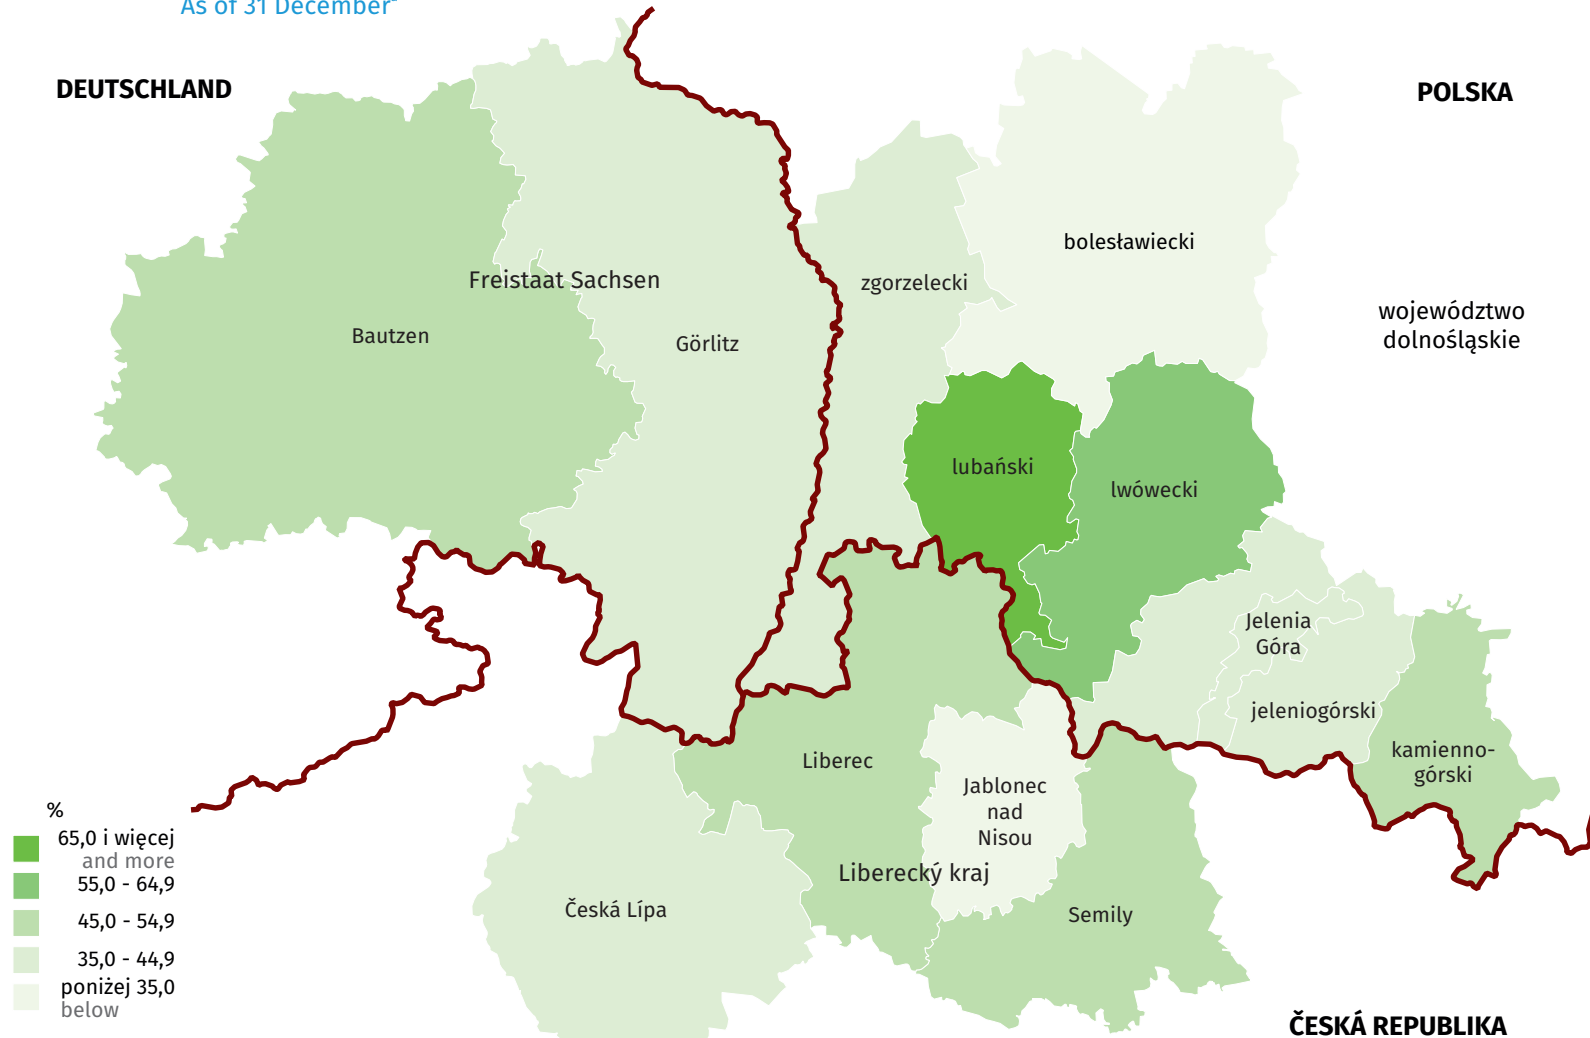 As of 31 December
DEUTSCHLAND
POLSKA
bolesławiecki
Freistaat Sachsen
zgorzelecki
województwo
dolnośląskie
Bautzen
Görlitz
lubański
lwówecki
Jelenia
Góra
jeleniogórski
kamienno-
górski
Liberec
Jablonec
nad
Nisou
Liberecký kraj
Česká Lípa
Semily
%
65,0 i więcej
and more
55,0 - 64,9
45,0 - 54,9
35,0 - 44,9
poniżej 35,0
below
ČESKÁ REPUBLIKA